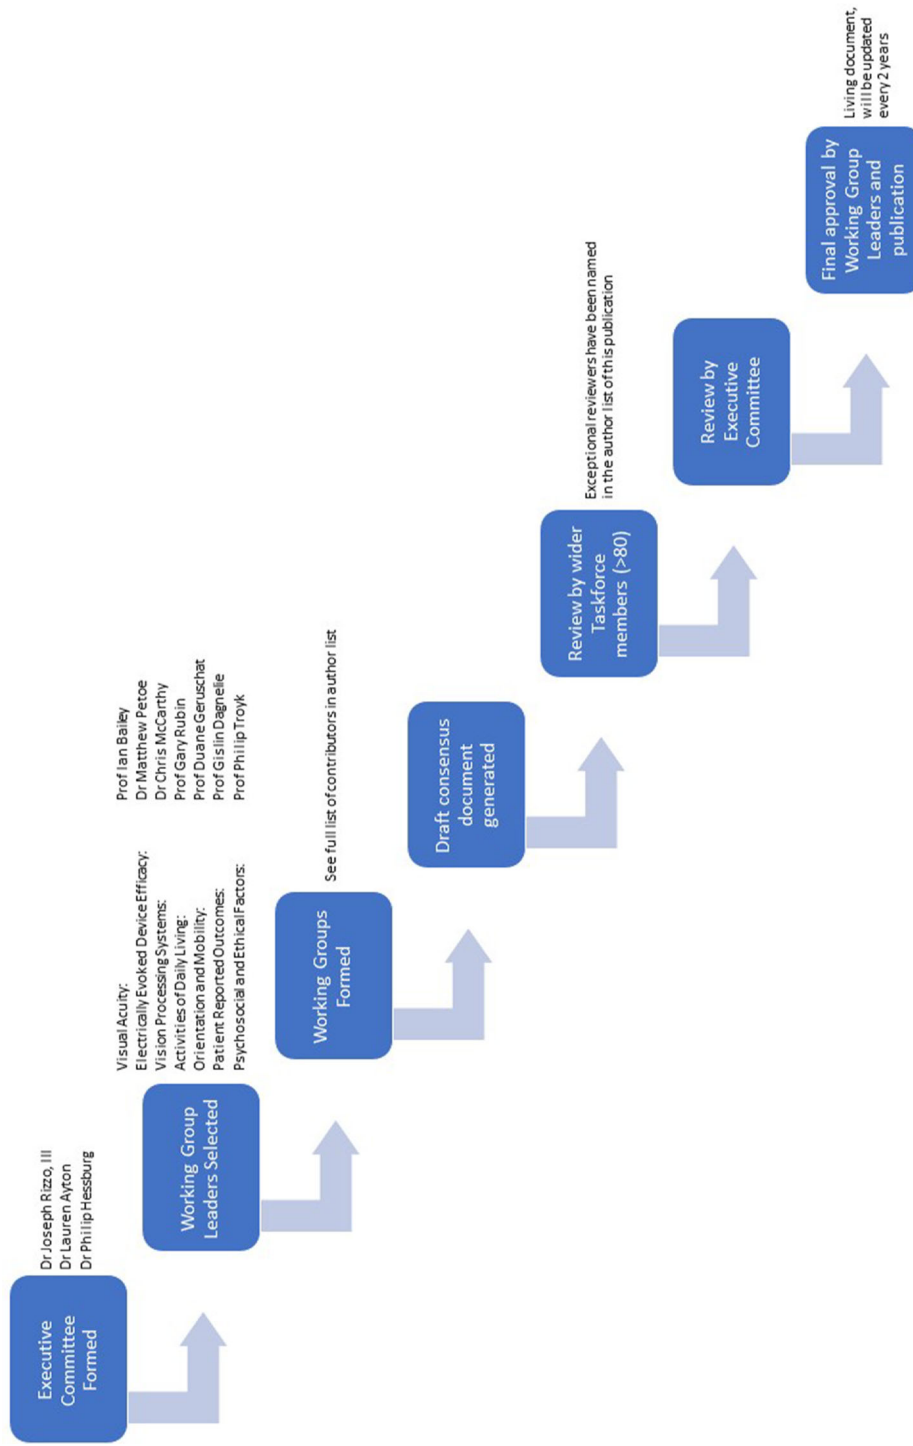 Executive
Committee
Formed
Dr Joseph Rizzo, III
Dr Lauren Ayton
Dr Philip Hessburg
Working Group
Leaders Selected
Visual Acuity: Prof Ian Bailey
Electrically Evoked Device Efficacy: Dr Matthew Petoe
Vision Processing Systems: Dr Chris McCarthy
Activities of Daily Living: Prof Gary Rubin
Orientation and Mobility: Prof Duane Geruschat
Patient Reported Outcomes: Prof Gislin Dagnelie
Psychosocial and Ethical Factors: Prof Philip Troyk
Working Groups
Formed
See full list of contributors in author list
Draft consensus
document
generated
Review by wider
Taskforce
members (>80)
Exceptional reviewers have been named
in the author list of this publication
Review by
Executive
Committee
Final approval by
Working Group
Leaders and
publication
Living document,
will be updated
every 2 years